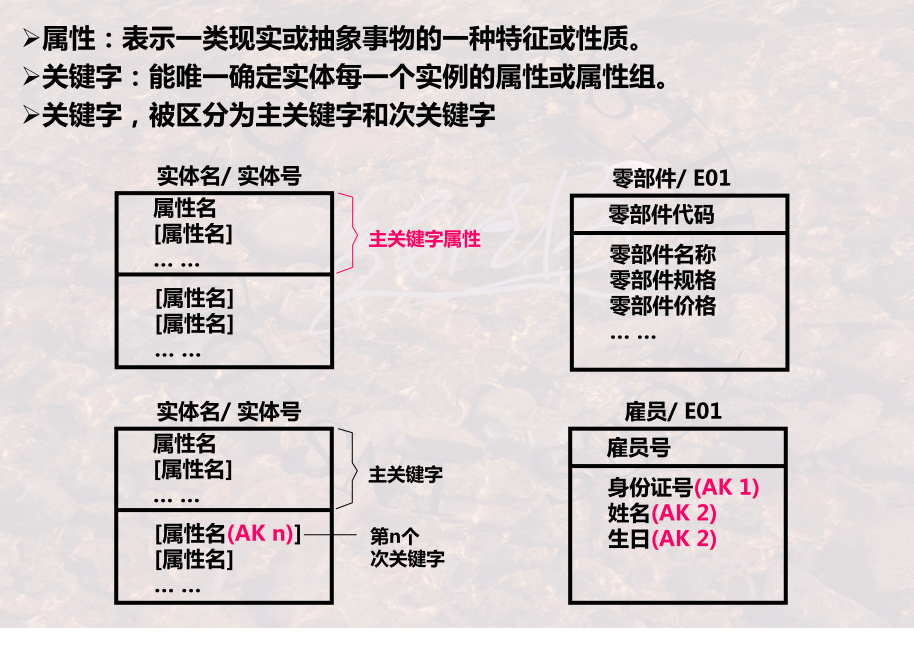 ➢属性：表示一类现实或抽象事物的一种特征或性质。
➢关键字：能唯一确定实体每一个实例的属性或属性组。
➢关键字，被区分为主关键字和次关键字
实体名/ 实体号
属性名
[属性名]
... ...
[属性名]
[属性名]
... ...
主关键字属性
零部件/ E01
零部件代码
零部件名称
零部件规格
零部件价格
... ...
实体名/ 实体号
属性名
[属性名]
... ...
[属性名(AK n)]
[属性名]
... ...
主关键字
第n个
次关键字
雇员/ E01
雇员号
身份证号(AK 1)
姓名(AK 2)
生日(AK 2)